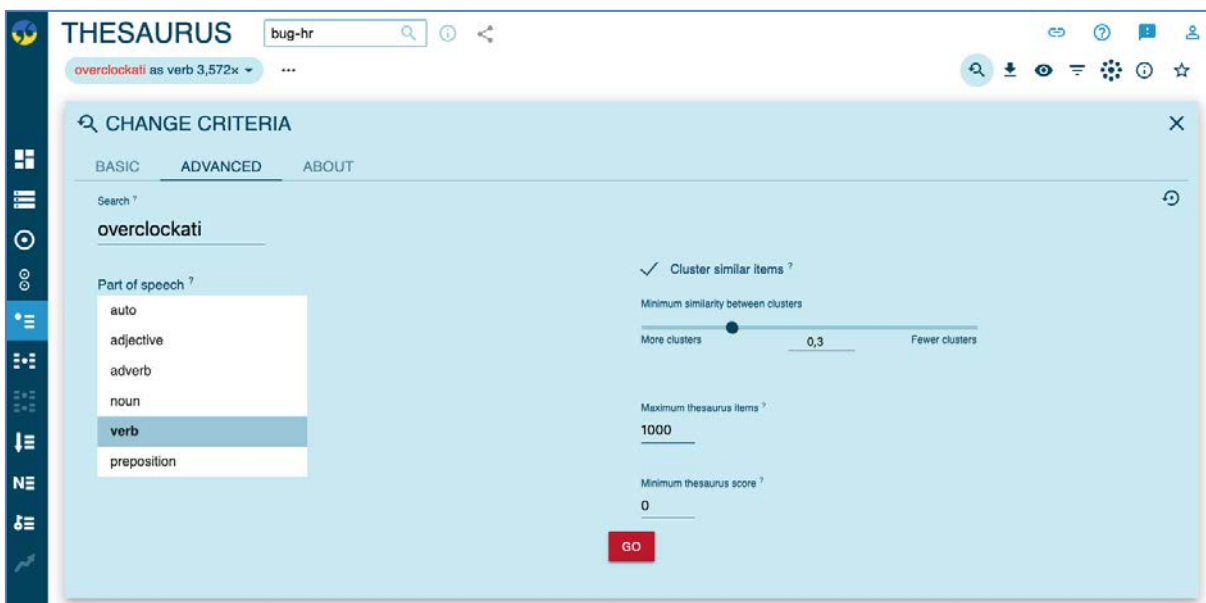 THESAURUS bug-hr
overclockati as verb 3,572× ...
CHANGE CRITERIA
BASIC ADVANCED ABOUT
Search ?
overclockati
Part of speech ?
auto
adjective
adverb
noun
verb
preposition
Cluster similar items ?
Minimum similarity between clusters
More clusters 0,3 Fewer clusters
Maximum thesaurus items ?
1000
Minimum thesaurus score ?
0
GO
N